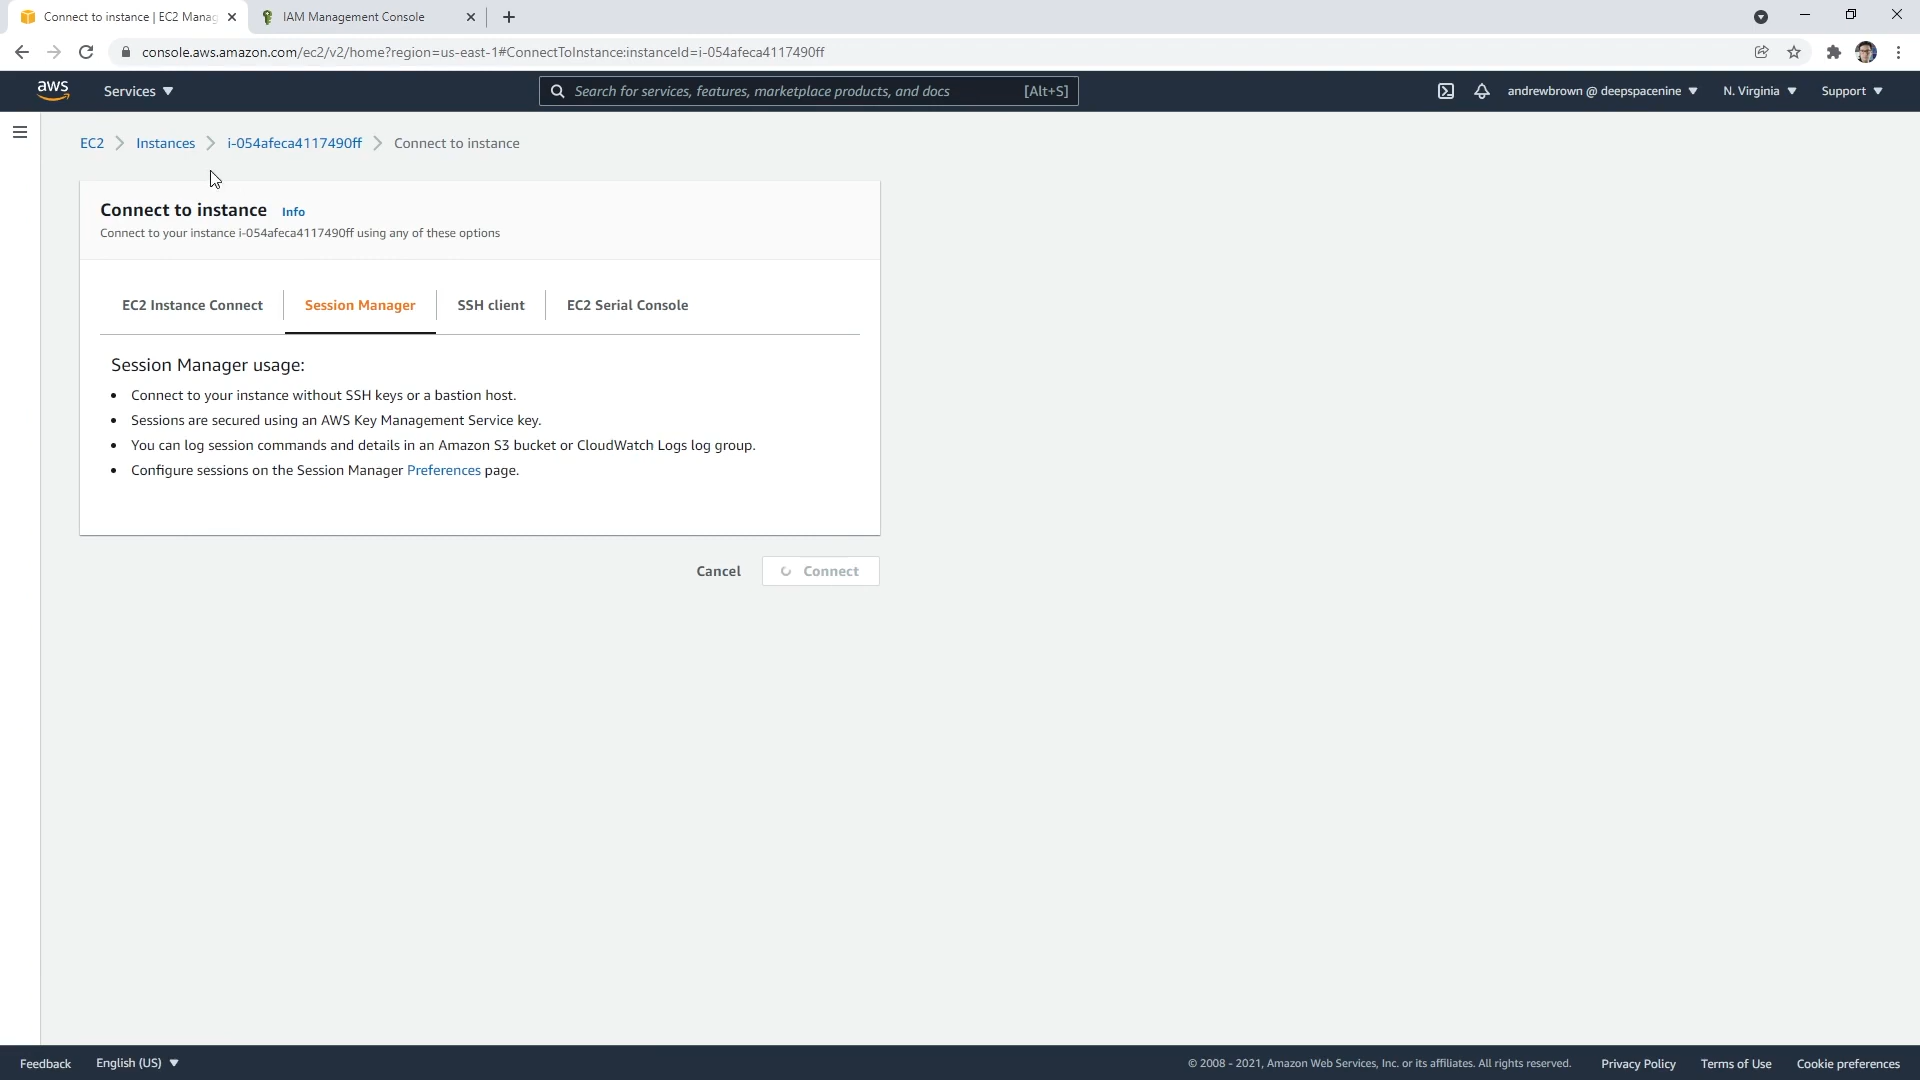 Connect to instance | EC2 Manag
IAM Management Console
console.aws.amazon.com/ec2/v2/home?region=us-east-1#ConnectToInstance:instanceId=i-054afeca4117490ff
aws
Services
Search for services, features, marketplace products, and docs
[Alt+S]
andrewbrown @ deepspacenine
N. Virginia
Support
EC2
Instances
i-054afeca4117490ff
Connect to instance
Connect to instance
Info
Connect to your instance i-054afeca4117490ff using any of these options
EC2 Instance Connect
Session Manager
SSH client
EC2 Serial Console
Session Manager usage:
• Connect to your instance without SSH keys or a bastion host.
• Sessions are secured using an AWS Key Management Service key.
• You can log session commands and details in an Amazon S3 bucket or CloudWatch Logs log group.
• Configure sessions on the Session Manager Preferences page.
Cancel
Connect
Feedback
English (US)
© 2008 - 2021, Amazon Web Services, Inc. or its affiliates. All rights reserved.
Privacy Policy
Terms of Use
Cookie preferences